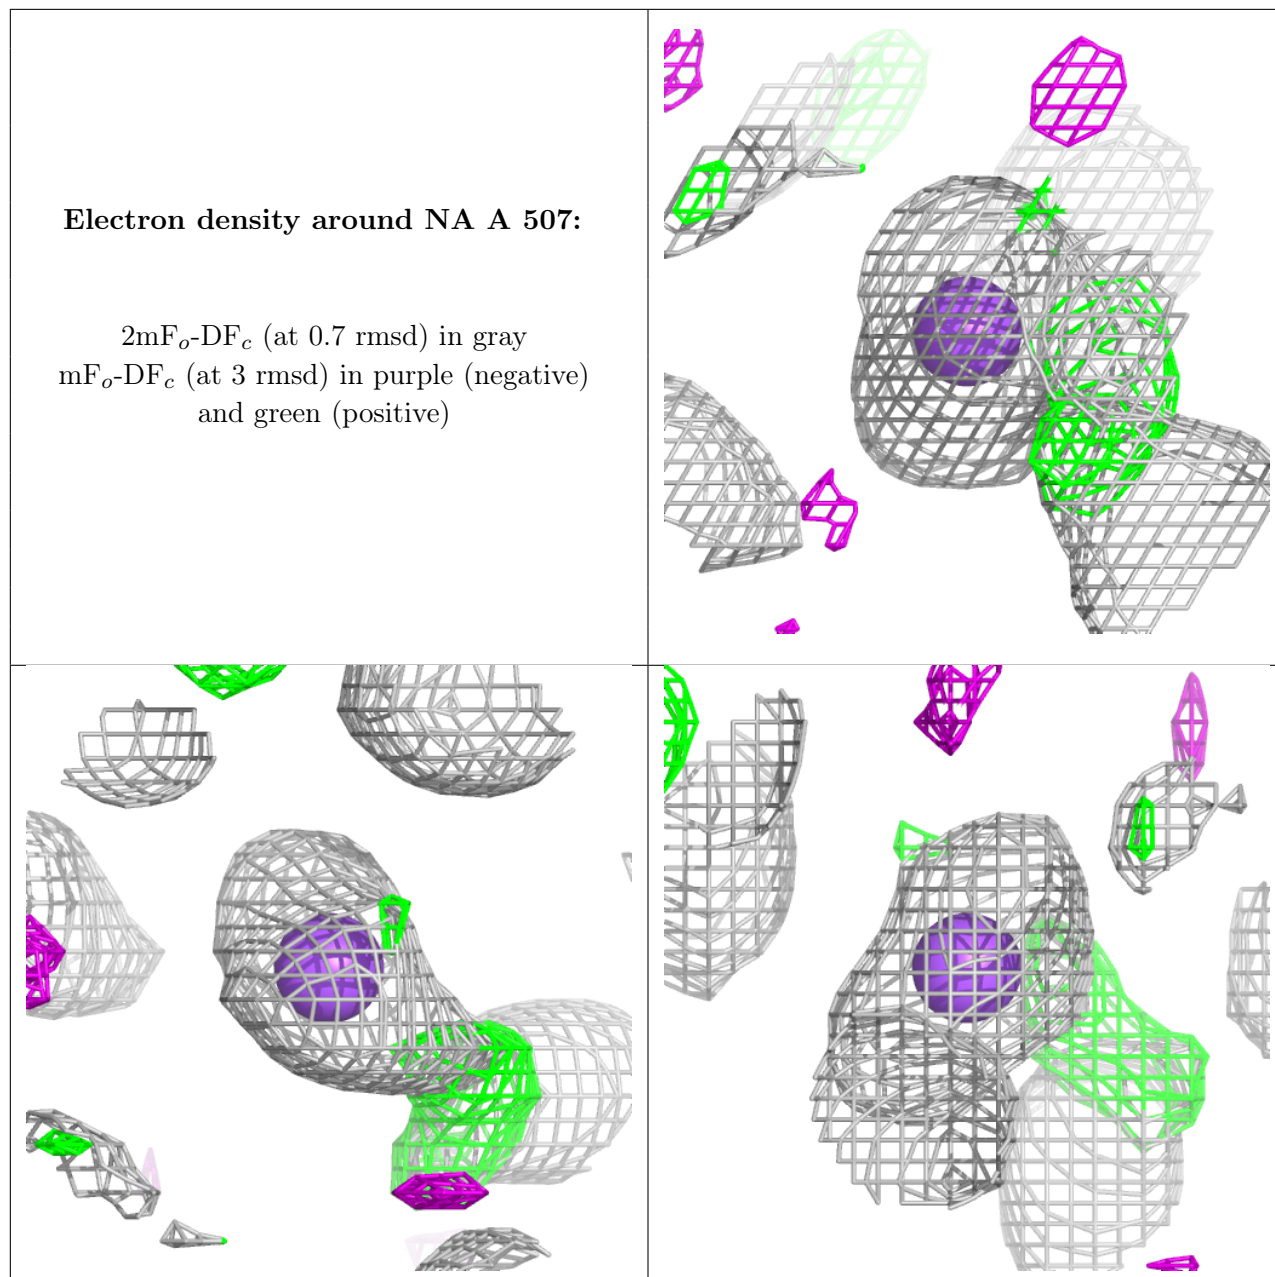 Electron density around NA A 507:
2mFo-DFc (at 0.7 rmsd) in gray
mFo-DFc (at 3 rmsd) in purple (negative)
and green (positive)